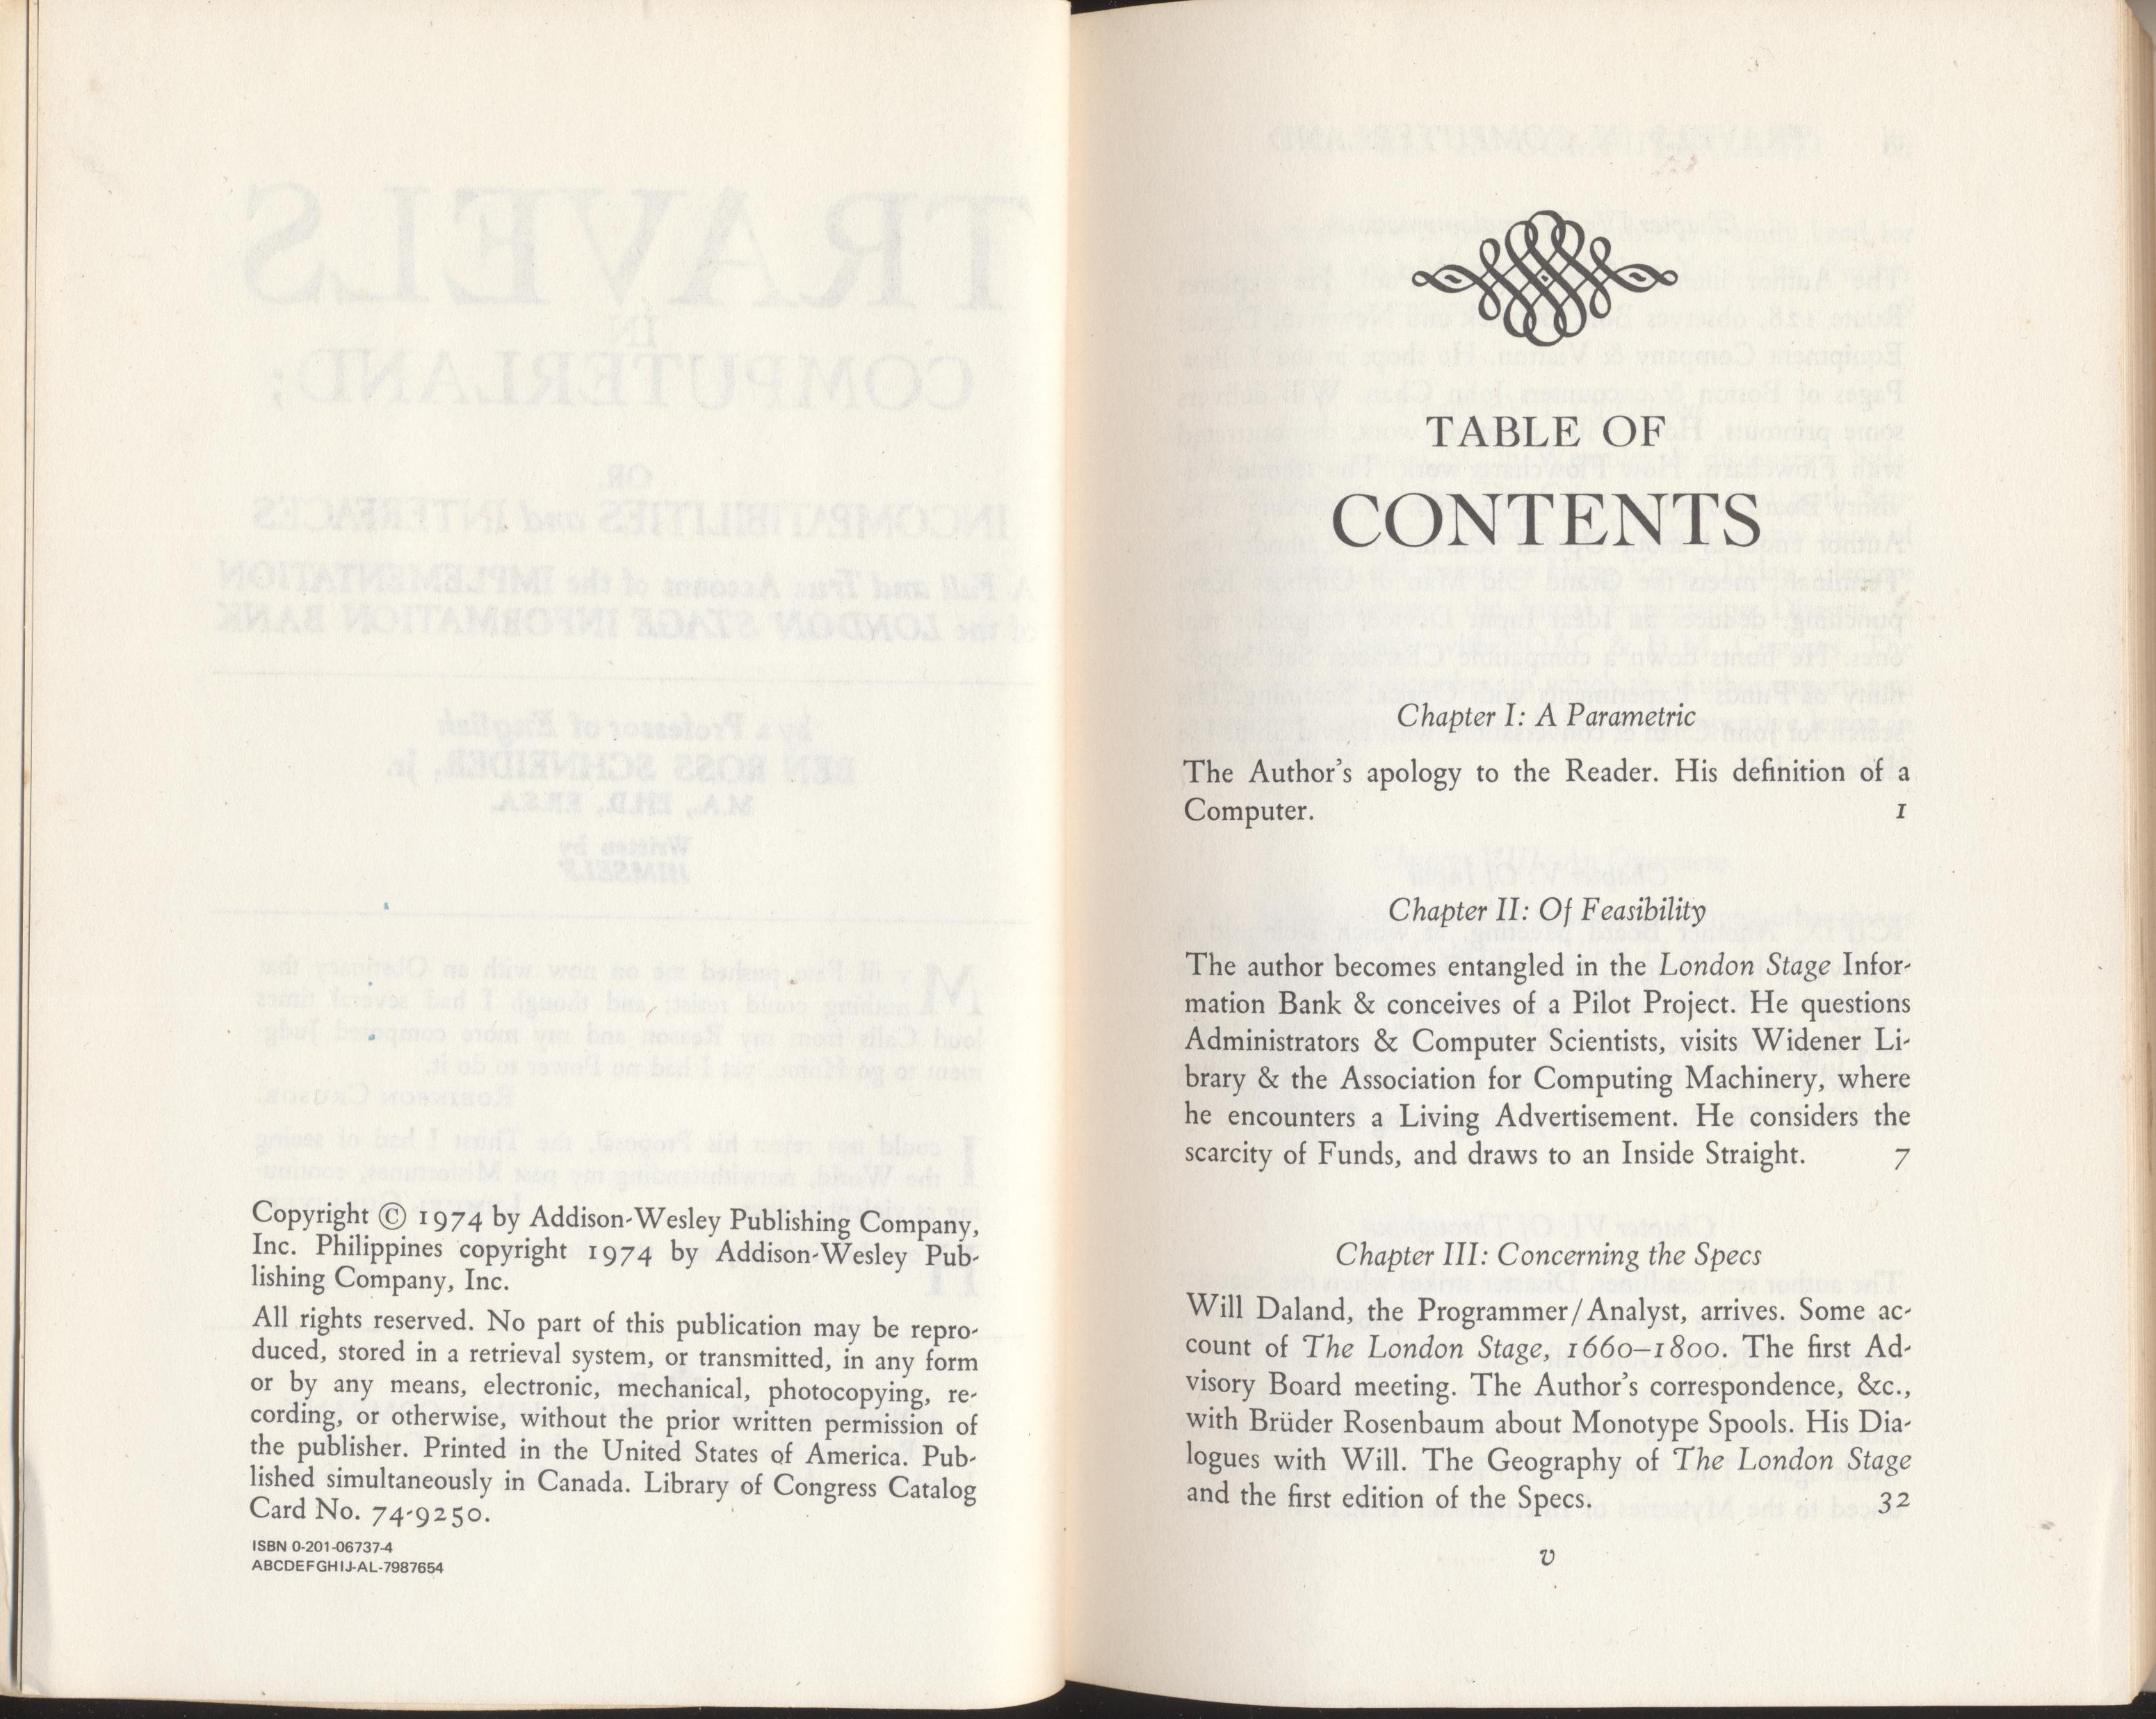 Copyright © 1974 by Addison-Wesley Publishing Company,
Inc. Philippines copyright 1974 by Addison-Wesley Pub-
lishing Company, Inc.
All rights reserved. No part of this publication may be repro-
duced, stored in a retrieval system, or transmitted, in any form
or by any means, electronic, mechanical, photocopying, re-
cording, or otherwise, without the prior written permission of
the publisher. Printed in the United States of America. Pub-
lished simultaneously in Canada. Library of Congress Catalog
Card No. 74-9250.
ISBN 0-201-06737-4
ABCDEFGHIJ-AL-7987654
TABLE OF
CONTENTS
Chapter I: A Parametric
The Author's apology to the Reader. His definition of a
Computer. 1
Chapter II: Of Feasibility
The author becomes entangled in the London Stage Infor-
mation Bank & conceives of a Pilot Project. He questions
Administrators & Computer Scientists, visits Widener Li-
brary & the Association for Computing Machinery, where
he encounters a Living Advertisement. He considers the
scarcity of Funds, and draws to an Inside Straight. 7
Chapter III: Concerning the Specs
Will Daland, the Programmer/Analyst, arrives. Some ac-
count of The London Stage, 1660–1800. The first Ad-
visory Board meeting. The Author's correspondence, &c.,
with Brüder Rosenbaum about Monotype Spools. His Dia-
logues with Will. The Geography of The London Stage
and the first edition of the Specs. 32
v